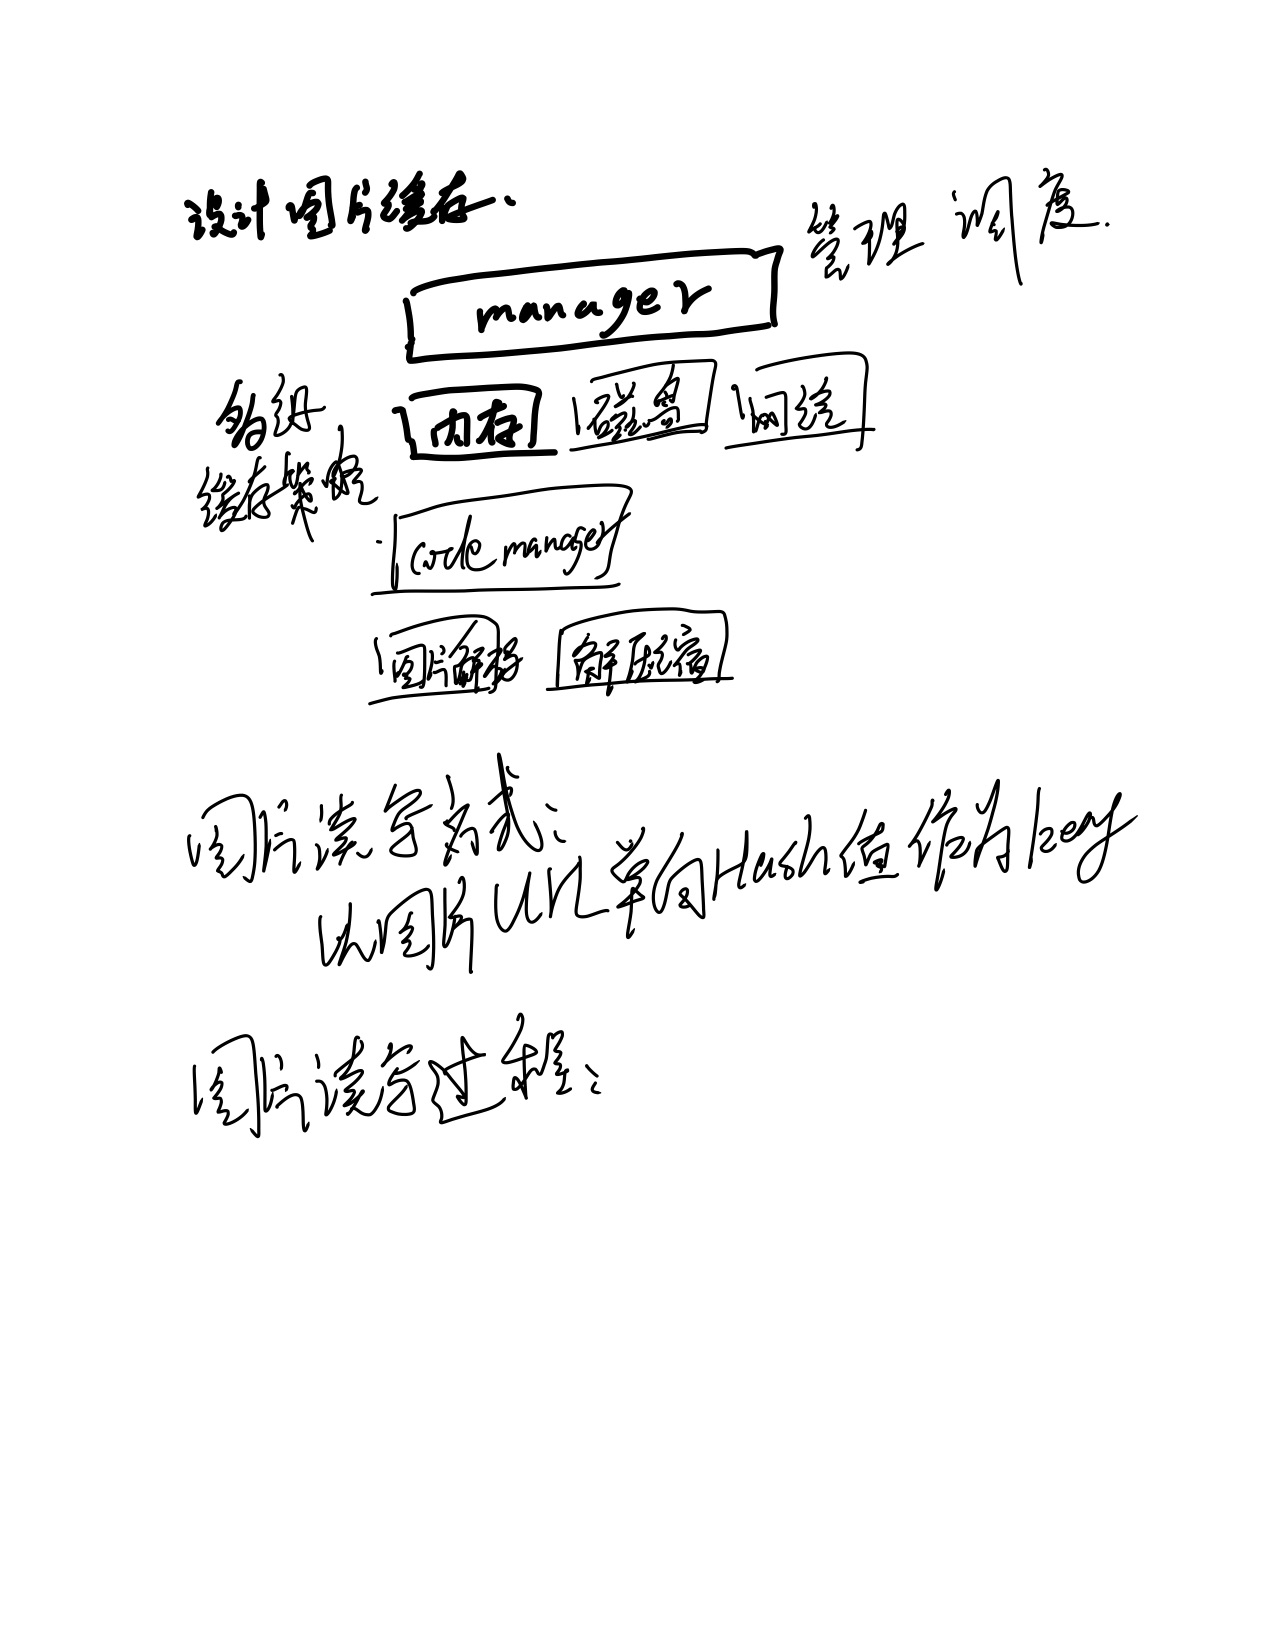 设计图片缓存.
管理 调度.
manager
多级
缓存策略
内存 磁盘 网络
code manager
图片解码 解压缩
图片读写方式:
以图片URL单向Hash值作为key
图片读写过程: